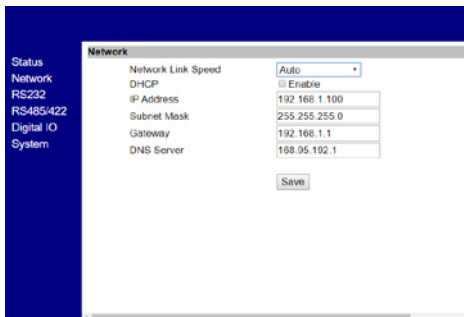 Status
Network
RS232
RS485/422
Digital IO
System
Network
Network Link Speed Auto
DHCP Enable
IP Address 192.168.1.100
Subnet Mask 255.255.255.0
Gateway 192.168.1.1
DNS Server 168.95.192.1
Save